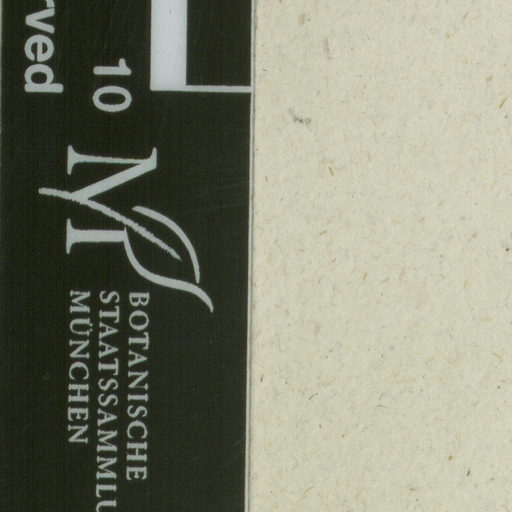 rved
10
BOTANISCHE
STAATSSAMMLU
MÜNCHEN